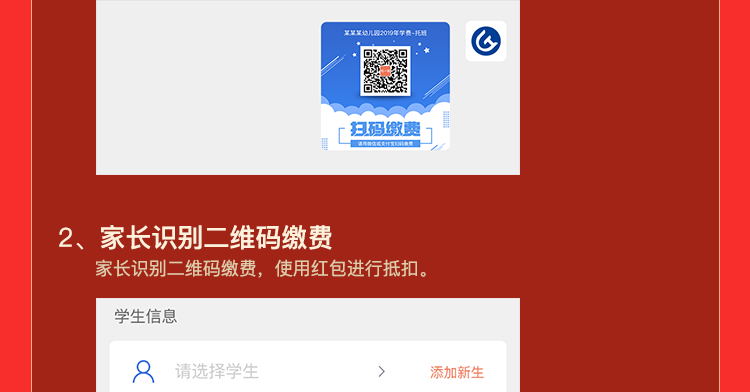 某某某幼儿园2019年学费-托班
扫码缴费
请用微信或支付宝扫码缴费
2、家长识别二维码缴费
家长识别二维码缴费，使用红包进行抵扣。
学生信息
请选择学生
添加新生